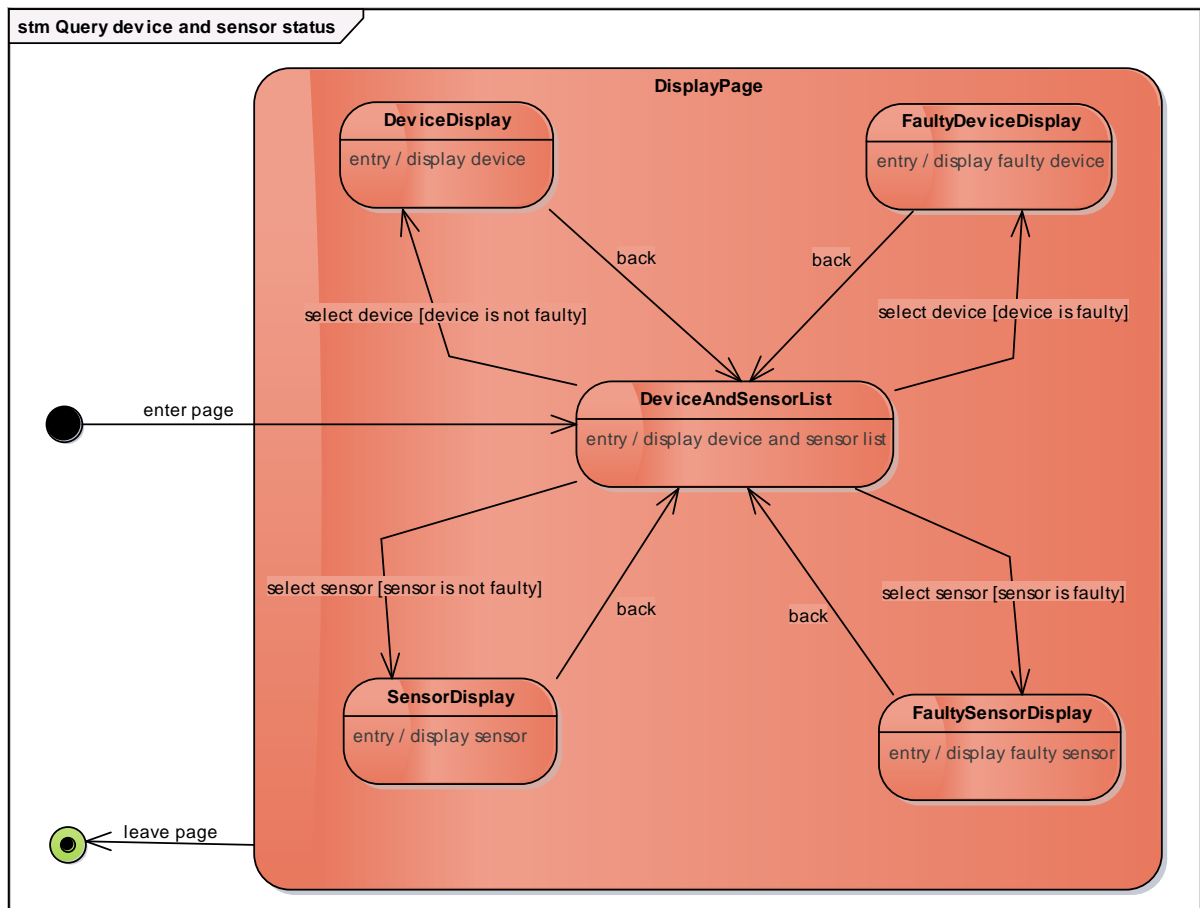 stm Query device and sensor status
DisplayPage
DeviceDisplay
entry / display device
FaultyDeviceDisplay
entry / display faulty device
back
back
select device [device is not faulty]
select device [device is faulty]
DeviceAndSensorList
entry / display device and sensor list
enter page
select sensor [sensor is not faulty]
back
back
select sensor [sensor is faulty]
SensorDisplay
entry / display sensor
FaultySensorDisplay
entry / display faulty sensor
leave page